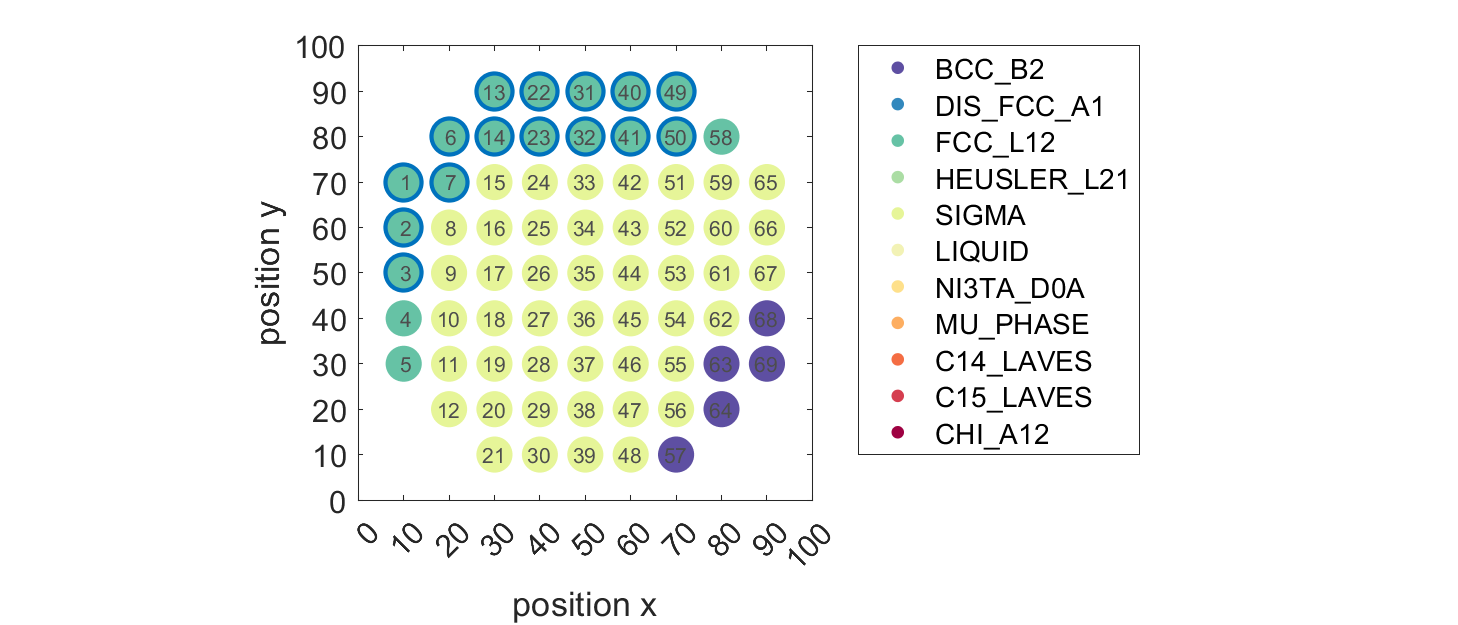 100
90
80
70
60
50
40
30
20
10
0
position y
13 22 31 40 49
6 14 23 32 41 50 58
1 7 15 24 33 42 51 59 65
2 8 16 25 34 43 52 60 66
3 9 17 26 35 44 53 61 67
4 10 18 27 36 45 54 62 68
5 11 19 28 37 46 55 63 69
12 20 29 38 47 56 64
21 30 39 48 57
0 10 20 30 40 50 60 70 80 90 100
position x
BCC_B2
DIS_FCC_A1
FCC_L12
HEUSLER_L21
SIGMA
LIQUID
NI3TA_D0A
MU_PHASE
C14_LAVES
C15_LAVES
CHI_A12